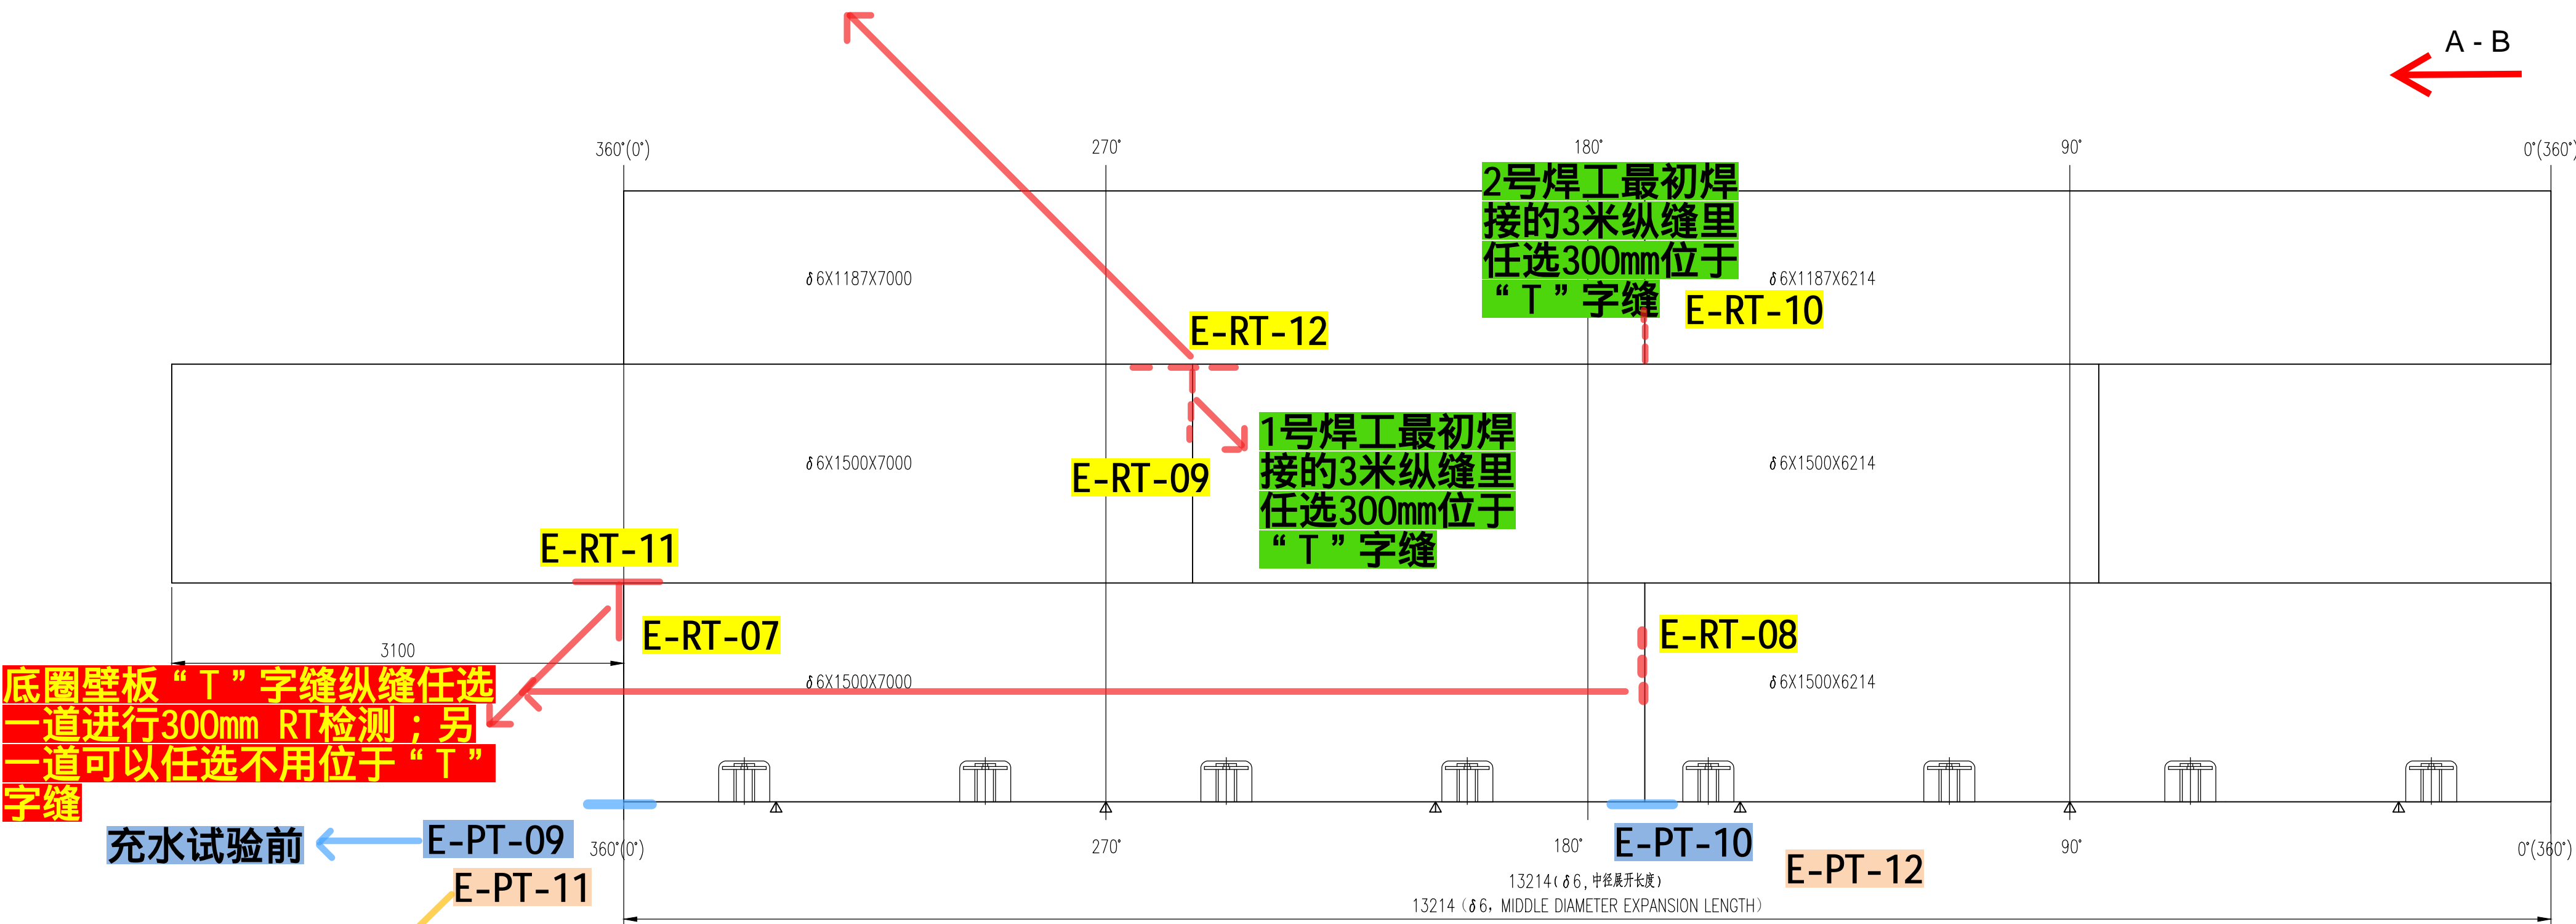 A - B
360°(0°)
270°
180°
90°
0°(360°)
2号焊工最初焊
接的3米纵缝里
任选300mm位于
“T”字缝
δ6X1187X7000
δ6X1187X6214
E-RT-10
E-RT-12
1号焊工最初焊
接的3米纵缝里
任选300mm位于
“T”字缝
δ6X1500X7000
E-RT-09
δ6X1500X6214
E-RT-11
E-RT-07
E-RT-08
3100
底圈壁板“T”字缝纵缝任选
一道进行300mm RT检测；另
一道可以任选不用位于“T”
字缝
δ6X1500X7000
δ6X1500X6214
充水试验前
E-PT-09
360°(0°)
270°
180°
E-PT-10
90°
0°(360°)
E-PT-11
E-PT-12
13214(δ6,中径展开长度)
13214（δ6，MIDDLE DIAMETER EXPANSION LENGTH）